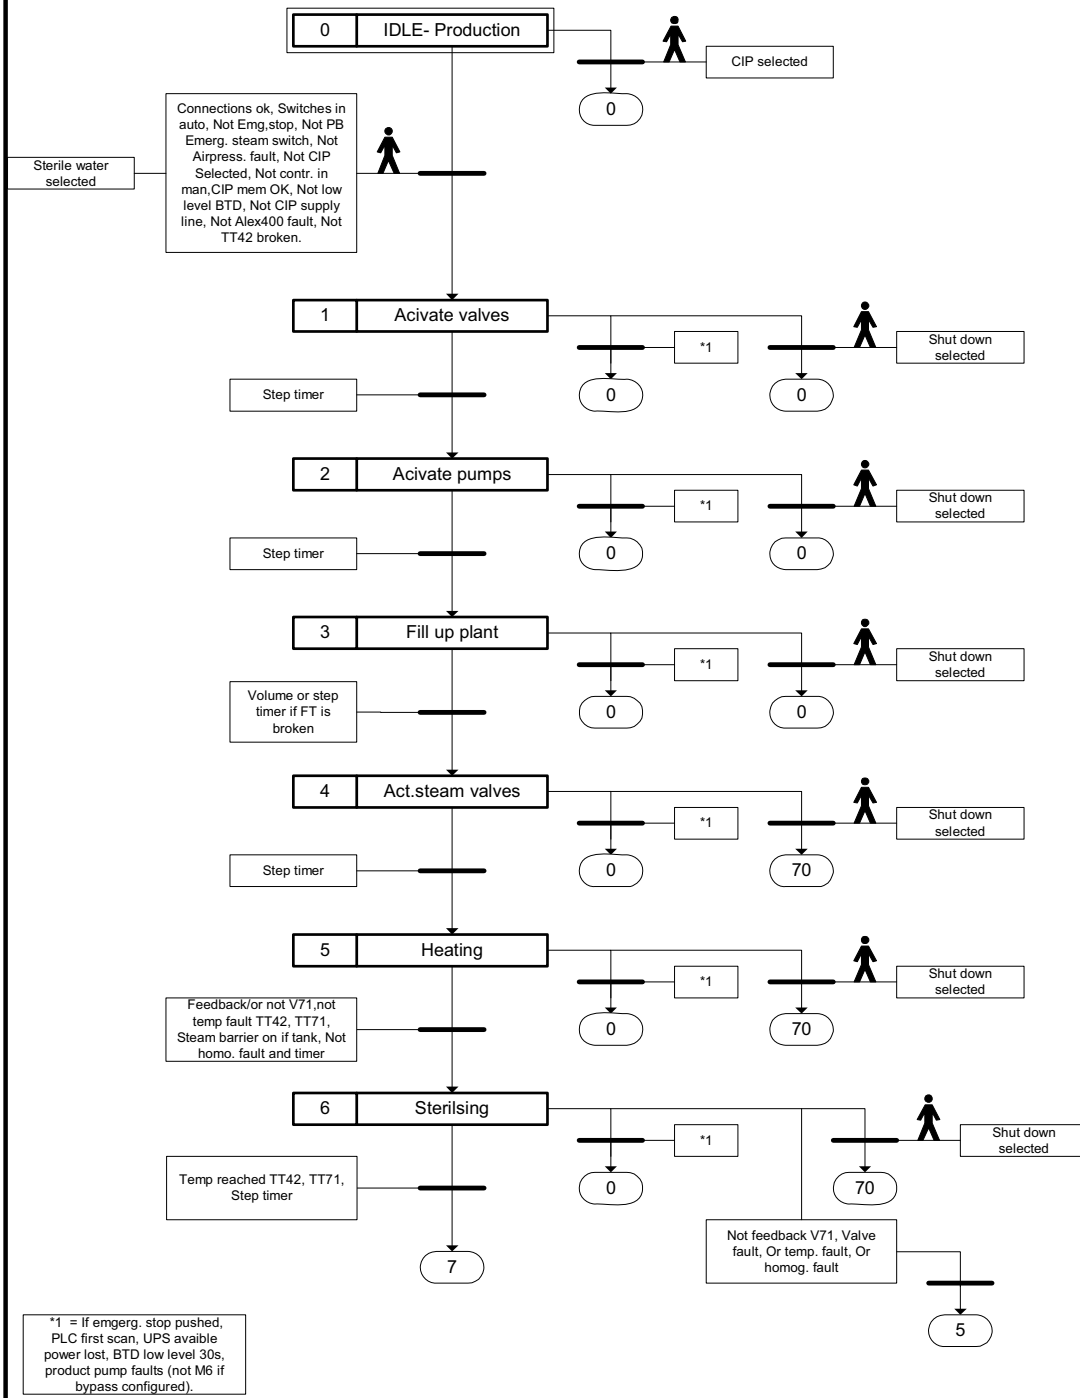 0
IDLE- Production
CIP selected
0
Connections ok, Switches in
auto, Not Emg,stop, Not PB
Emerg. steam switch, Not
Airpress. fault, Not CIP
Selected, Not contr. in
man,CIP mem OK, Not low
level BTD, Not CIP supply
line, Not Alex400 fault, Not
TT42 broken.
Sterile water
selected
1
Acivate valves
*1
Shut down
selected
0
0
Step timer
2
Acivate pumps
*1
Shut down
selected
0
0
Step timer
3
Fill up plant
*1
Shut down
selected
0
0
Volume or step
timer if FT is
broken
4
Act.steam valves
*1
Shut down
selected
0
70
Step timer
5
Heating
*1
Shut down
selected
0
70
Feedback/or not V71,not
temp fault TT42, TT71,
Steam barrier on if tank, Not
homo. fault and timer
6
Sterilsing
*1
Shut down
selected
0
70
Temp reached TT42, TT71,
Step timer
Not feedback V71, Valve
fault, Or temp. fault, Or
homog. fault
7
5
*1 = If emgerg. stop pushed,
PLC first scan, UPS avaible
power lost, BTD low level 30s,
product pump faults (not M6 if
bypass configured).